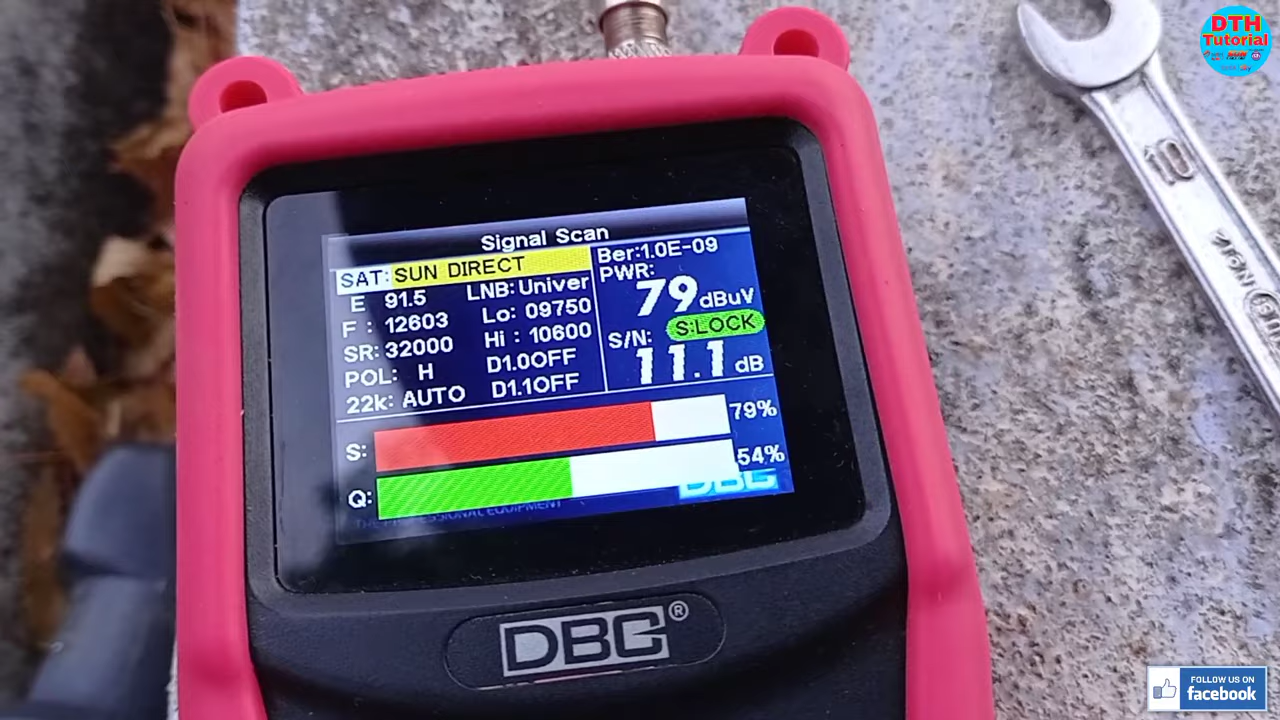 DTH
Tutorial
10
Signal Scan
SAT: SUN DIRECT
E 91.5
F : 12603
SR: 32000
POL: H
22k: AUTO
LNB: Univer
Lo: 09750
Hi : 10600
D1.0OFF
D1.1OFF
Ber:1.0E-09
PWR:
79 dBuV
S:LOCK
S/N:
11.1 dB
S: 79%
Q: 54%
DBC
THE PROFESSIONAL EQUIPMENT
DBC®
FOLLOW US ON
facebook